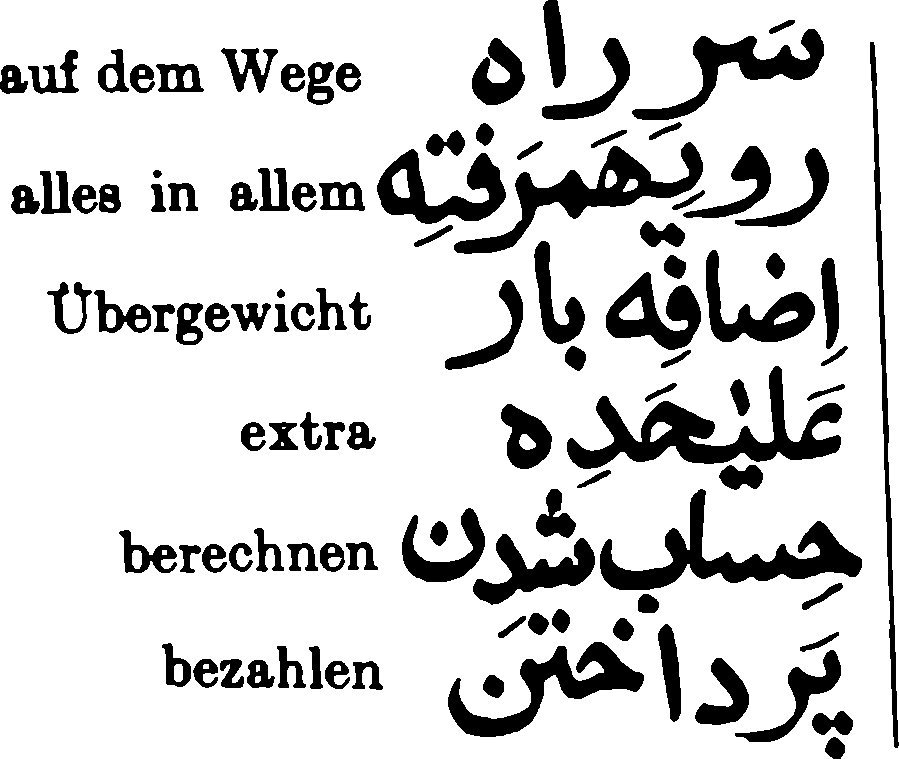 auf dem Wege سَر راه
alles in allem رویِهَمرَفتِه
Übergewicht اِضافِه بار
extra عَلیٰحَدِه
berechnen حِساب شُدَن
bezahlen پَرداختَن